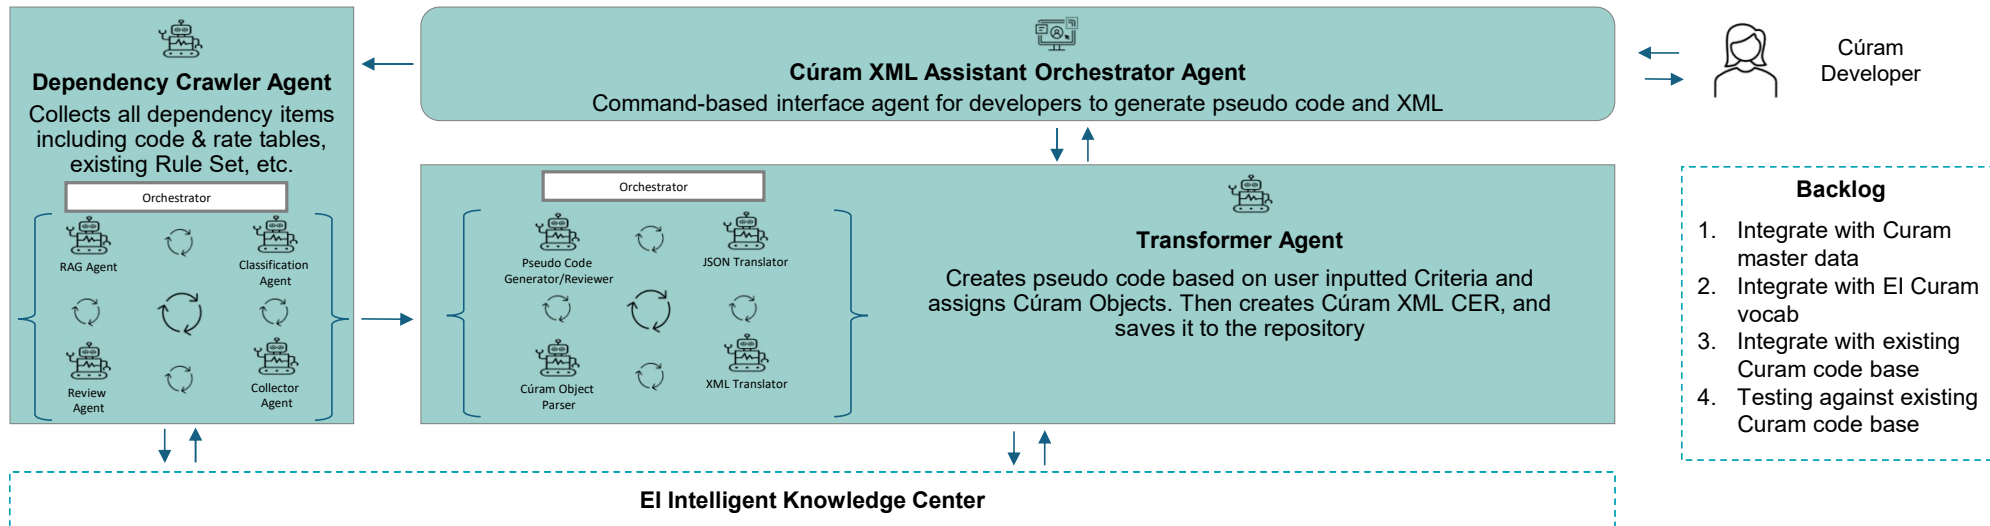 Dependency Crawler Agent
Collects all dependency items
including code & rate tables,
existing Rule Set, etc.
Orchestrator
RAG Agent
Classification
Agent
Review
Agent
Collector
Agent
Cúram XML Assistant Orchestrator Agent
Command-based interface agent for developers to generate pseudo code and XML
Cúram
Developer
Orchestrator
Pseudo Code
Generator/Reviewer
JSON Translator
Cúram Object
Parser
XML Translator
Transformer Agent
Creates pseudo code based on user inputted Criteria and
assigns Cúram Objects. Then creates Cúram XML CER, and
saves it to the repository
Backlog
1. Integrate with Curam
master data
2. Integrate with EI Curam
vocab
3. Integrate with existing
Curam code base
4. Testing against existing
Curam code base
EI Intelligent Knowledge Center